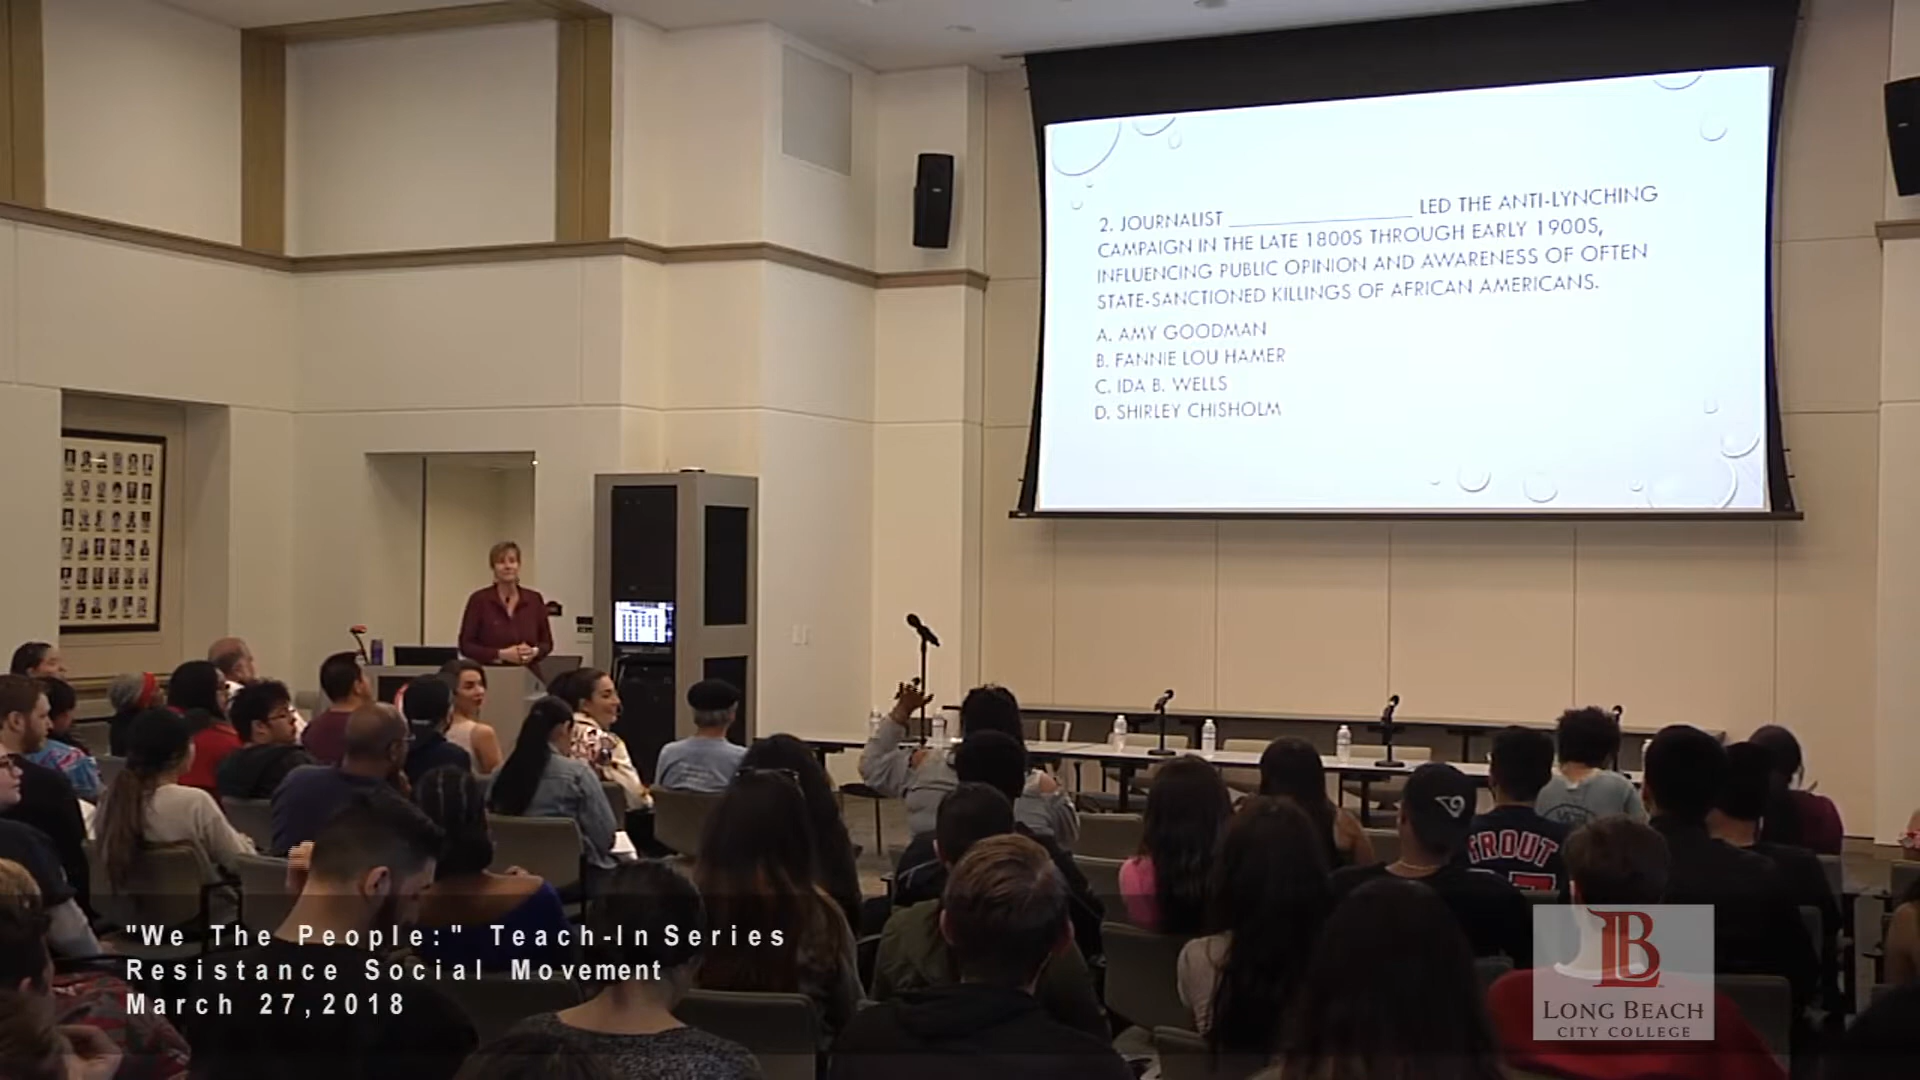 2. JOURNALIST ________________ LED THE ANTI-LYNCHING
CAMPAIGN IN THE LATE 1800S THROUGH EARLY 1900S,
INFLUENCING PUBLIC OPINION AND AWARENESS OF OFTEN
STATE-SANCTIONED KILLINGS OF AFRICAN AMERICANS.
A. AMY GOODMAN
B. FANNIE LOU HAMER
C. IDA B. WELLS
D. SHIRLEY CHISHOLM
TROUT
"We The People:" Teach-In Series
Resistance Social Movement
March 27,2018
LB
LONG BEACH
CITY COLLEGE